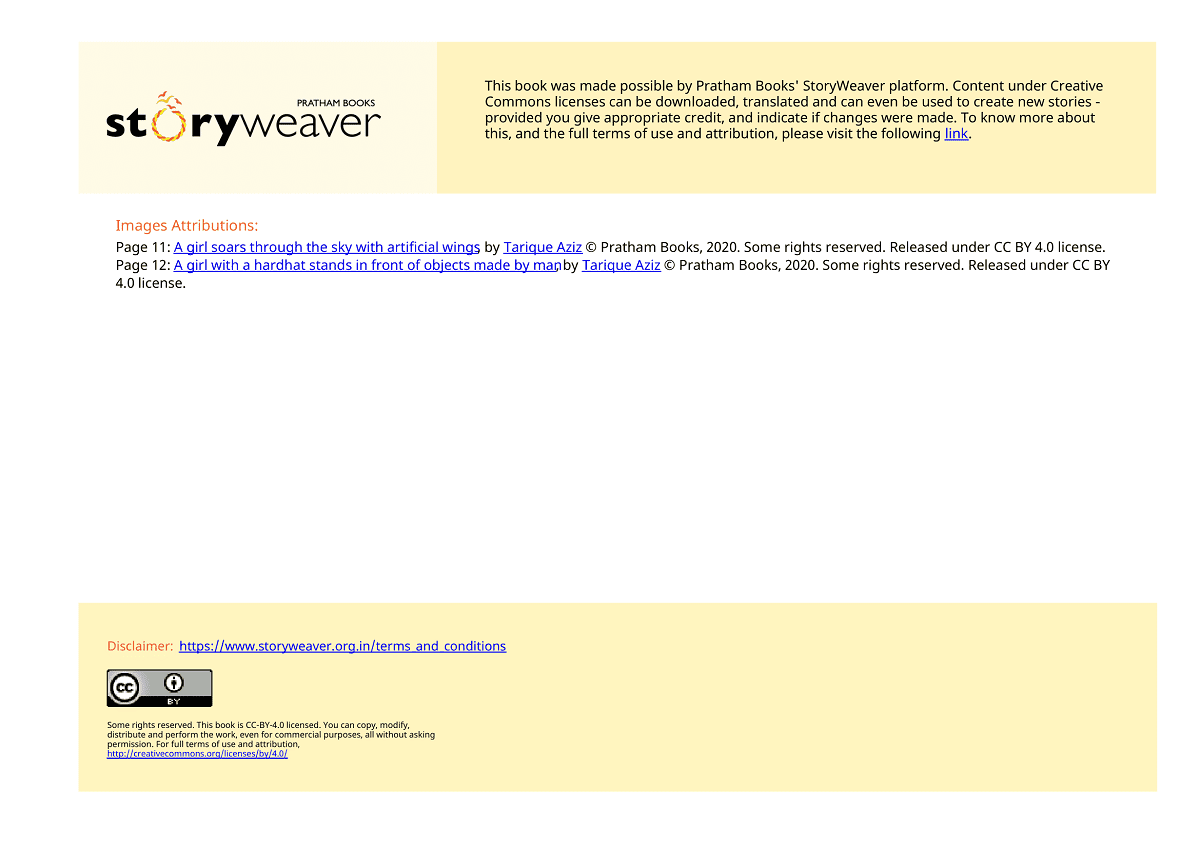 PRATHAM BOOKS
storyweaver
This book was made possible by Pratham Books' StoryWeaver platform. Content under Creative
Commons licenses can be downloaded, translated and can even be used to create new stories -
provided you give appropriate credit, and indicate if changes were made. To know more about
this, and the full terms of use and attribution, please visit the following link.
Images Attributions:
Page 11: A girl soars through the sky with artificial wings, by Tarique Aziz © Pratham Books, 2020. Some rights reserved. Released under CC BY 4.0 license.
Page 12: A girl with a hardhat stands in front of objects made by man, by Tarique Aziz © Pratham Books, 2020. Some rights reserved. Released under CC BY
4.0 license.
Disclaimer: https://www.storyweaver.org.in/terms_and_conditions
cc
BY
Some rights reserved. This book is CC-BY-4.0 licensed. You can copy, modify,
distribute and perform the work, even for commercial purposes, all without asking
permission. For full terms of use and attribution,
http://creativecommons.org/licenses/by/4.0/